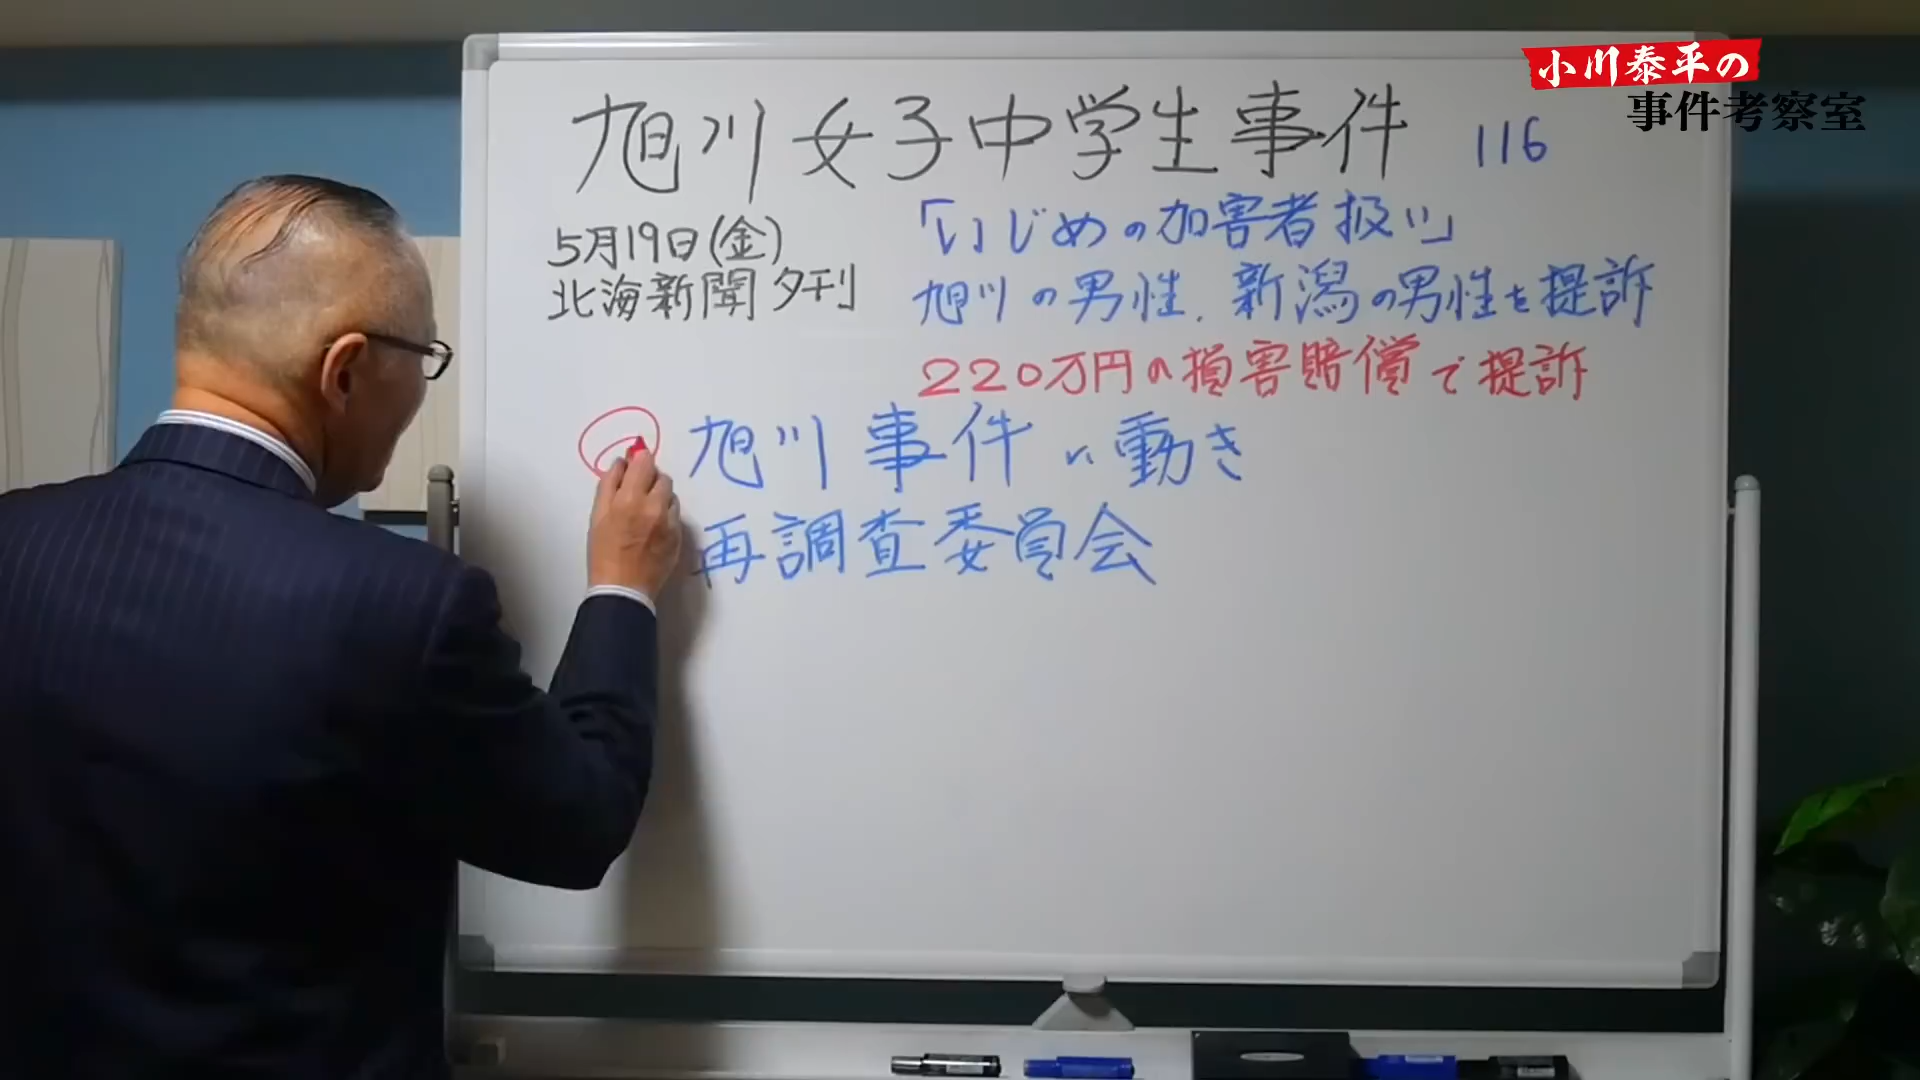 小川泰平の
事件考察室
旭川女子中学生事件 116
5月19日(金)
北海新聞夕刊
「いじめの加害者扱い」
旭川の男性、新潟の男性を提訴
220万円の損害賠償で提訴
旭川事件の動き
再調査委員会